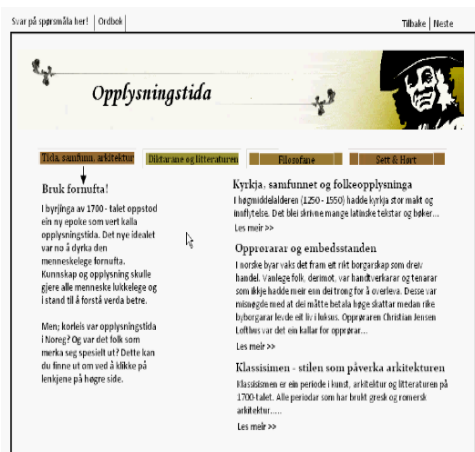 Svar på spørsmåla her! Ordbok
Tilbake Neste
Opplysningstida
Tida, samfunn, arkitektur
Diktarane og litteraturen
Filosofane
Sett & Hørt
Bruk fornufta!
I byrjinga av 1700 - talet oppstod
ein ny epoke som vert kalla
opplysningstida. Det nye idealet
var no å dyrka den
menneskelege fornufta.
Kunnskap og opplysning skulle
gjere alle menneske lukkelege og
i stand til å forstå verda betre.
Men; korleis var opplysningstida
i Noreg? Og var det folk som
merka seg spesielt ut? Dette kan
du finne ut om ved å klikke på
lenkjene på høgre side.
Kyrkja, samfunnet og folkeopplysninga
I høgmiddelalderen (1250 - 1550) hadde kyrkja stor makt og
innflytelse. Det blei skrivne mange latinske tekstar og bøker...
Les meir >>
Opprørarar og embedsstanden
I norske byar vaks det fram eit rikt borgarskap som dreiv
handel. Vanlege folk, derimot, var handtverkarar og tenarar
som ikkje hadde meir enn dei trong for å overleva. Desse var
misnøgde med at dei måtte betala høge skattar medan rike
byborgarar levde eit liv i luksus. Opprøraren Christian Jensen
Lofthus var det ein kallar for opprørar...
Les meir >>
Klassisimen - stilen som påverka arkitekturen
Klassisismen er ein periode i kunst, arkitektur og litteraturen på
1700-talet. Alle periodar som har brukt gresk og romersk
arkitektur.....
Les meir >>